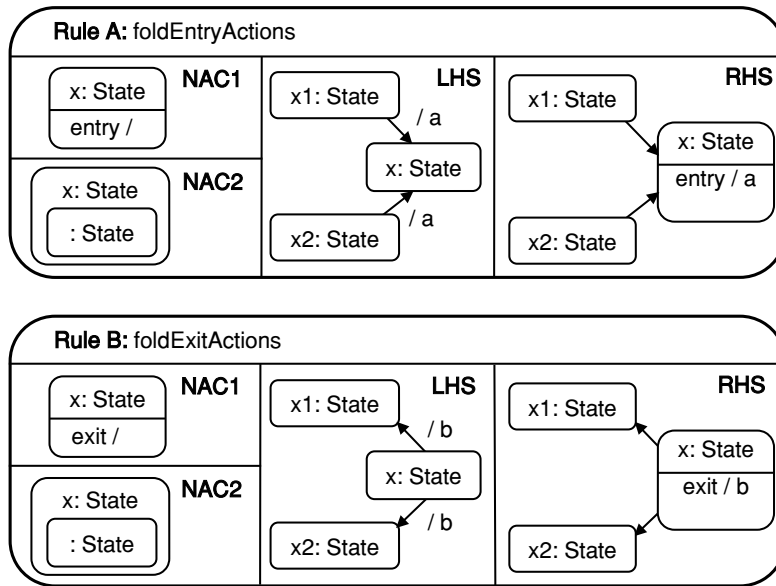 Rule A: foldEntryActions
NAC1
x: State
entry /
NAC2
x: State
: State
LHS
x1: State
/ a
x: State
/ a
x2: State
RHS
x1: State
x: State
entry / a
x2: State
Rule B: foldExitActions
NAC1
x: State
exit /
NAC2
x: State
: State
LHS
x1: State
/ b
x: State
/ b
x2: State
RHS
x1: State
x: State
exit / b
x2: State